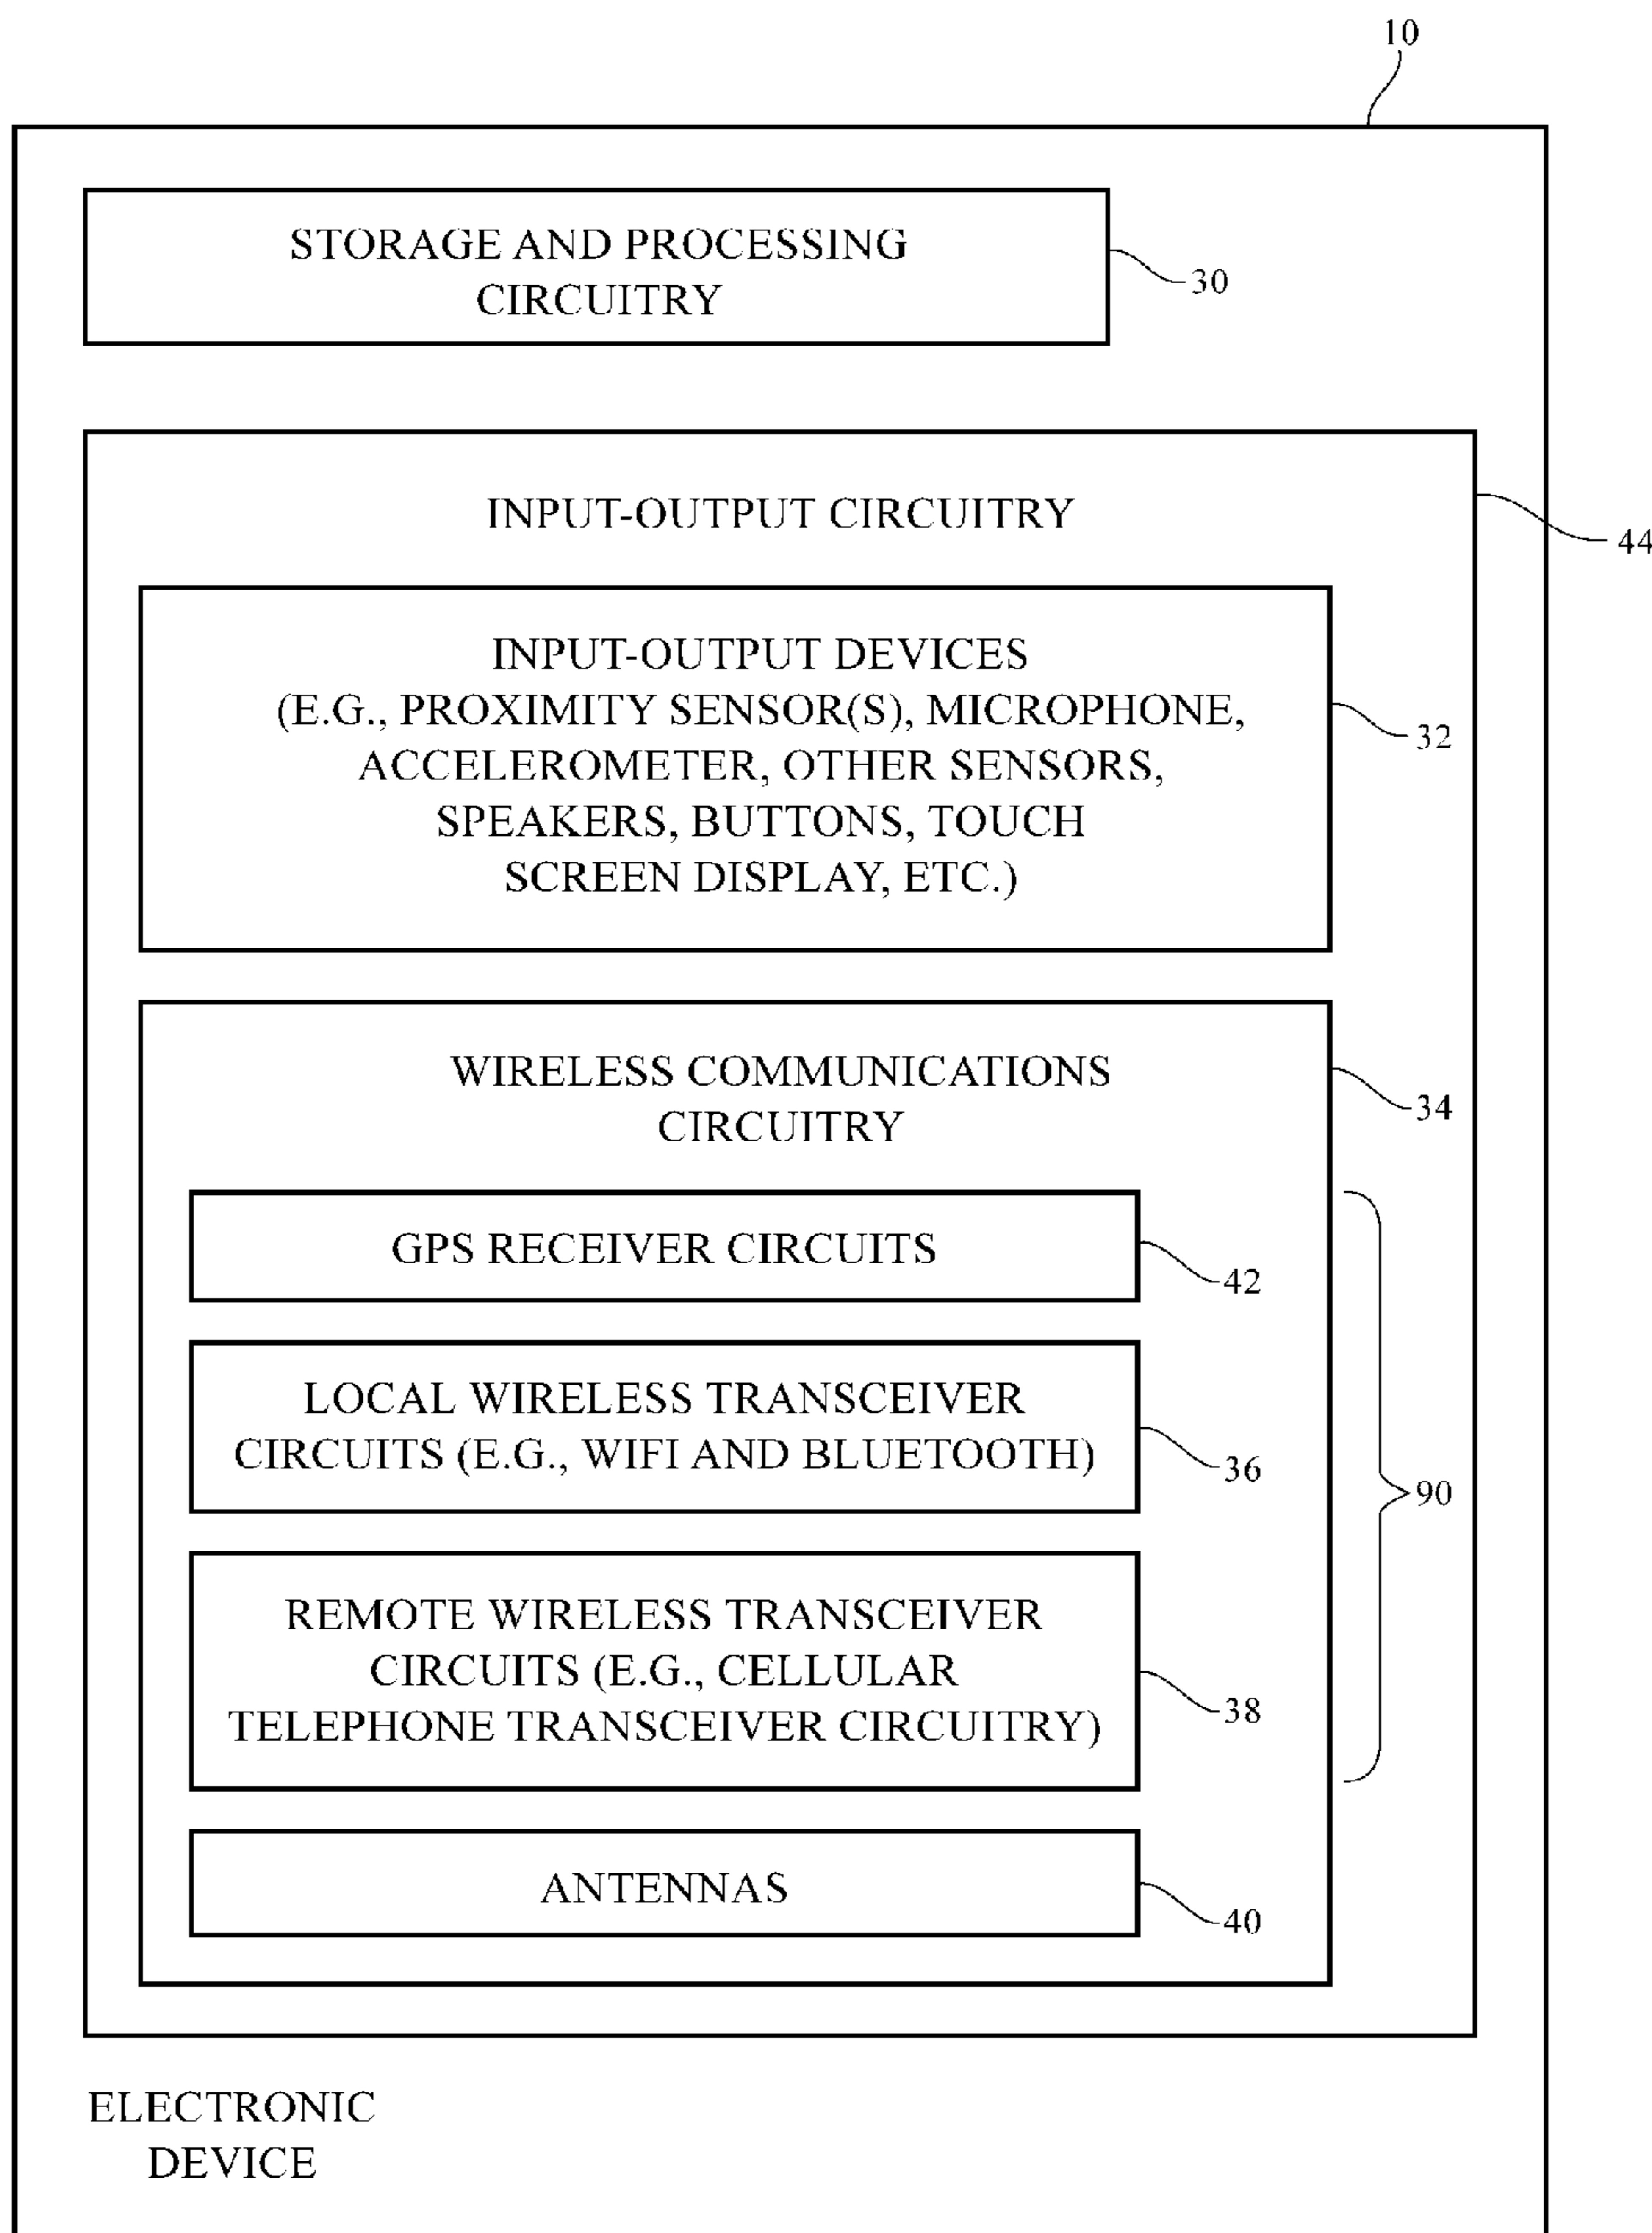 10
STORAGE AND PROCESSING
CIRCUITRY
30
INPUT-OUTPUT CIRCUITRY
44
INPUT-OUTPUT DEVICES
(E.G., PROXIMITY SENSOR(S), MICROPHONE,
ACCELEROMETER, OTHER SENSORS,
SPEAKERS, BUTTONS, TOUCH
SCREEN DISPLAY, ETC.)
32
WIRELESS COMMUNICATIONS
CIRCUITRY
34
GPS RECEIVER CIRCUITS
42
LOCAL WIRELESS TRANSCEIVER
CIRCUITS (E.G., WIFI AND BLUETOOTH)
36
90
REMOTE WIRELESS TRANSCEIVER
CIRCUITS (E.G., CELLULAR
TELEPHONE TRANSCEIVER CIRCUITRY)
38
ANTENNAS
40
ELECTRONIC
DEVICE